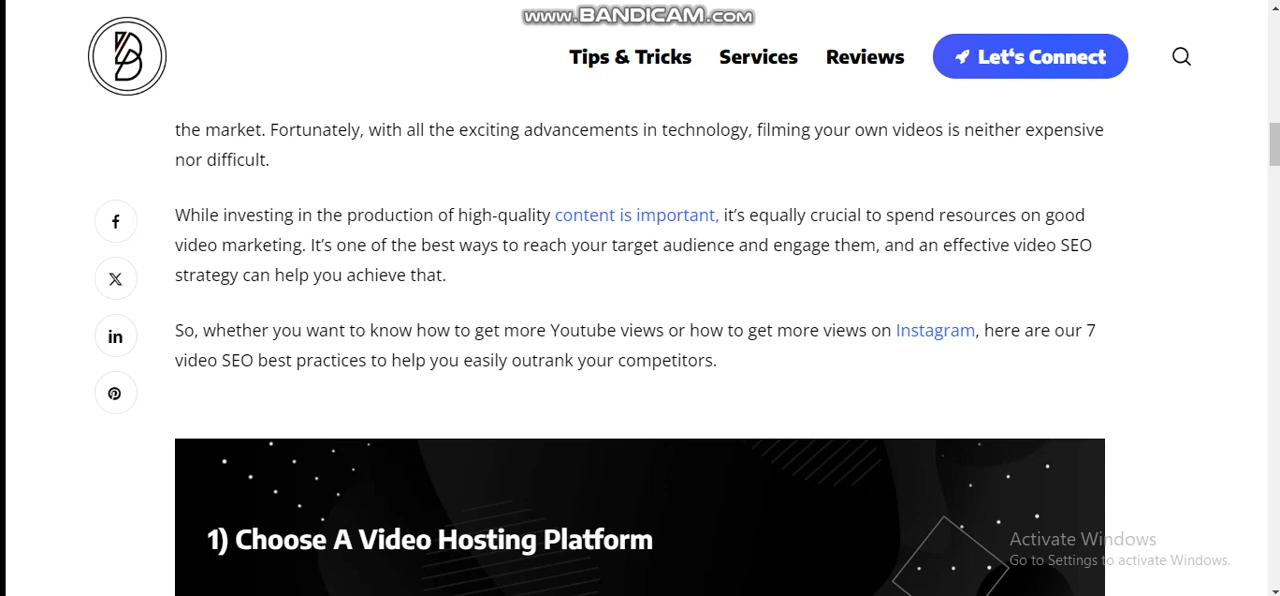 www.BANDICAM.com
Tips & Tricks
Services
Reviews
Let's Connect
the market. Fortunately, with all the exciting advancements in technology, filming your own videos is neither expensive
nor difficult.
While investing in the production of high-quality content is important, it’s equally crucial to spend resources on good
video marketing. It’s one of the best ways to reach your target audience and engage them, and an effective video SEO
strategy can help you achieve that.
So, whether you want to know how to get more Youtube views or how to get more views on Instagram, here are our 7
video SEO best practices to help you easily outrank your competitors.
1) Choose A Video Hosting Platform
Activate Windows
Go to Settings to activate Windows.